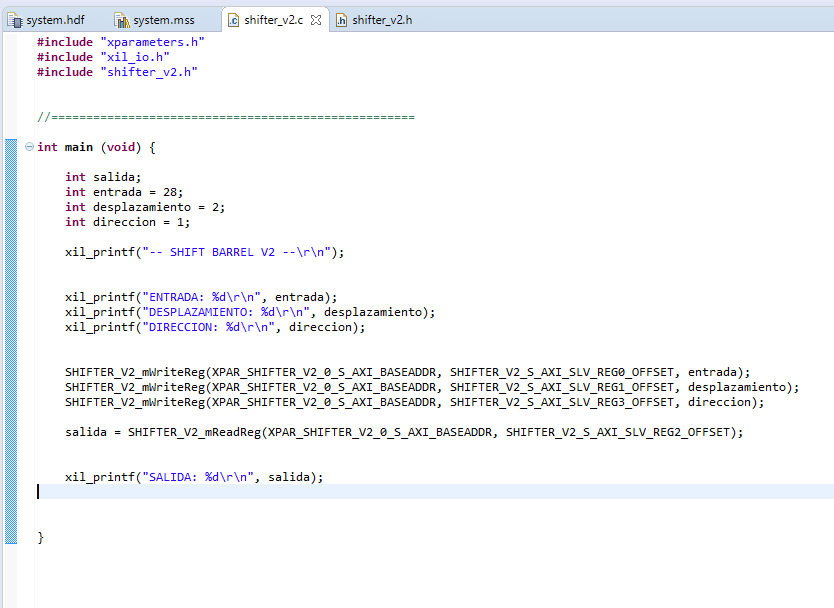 system.hdf system.mss shifter_v2.c shifter_v2.h
#include "xparameters.h"
#include "xil_io.h"
#include "shifter_v2.h"
//====================================================
int main (void) {
int salida;
int entrada = 28;
int desplazamiento = 2;
int direccion = 1;
xil_printf("-- SHIFT BARREL V2 --\r\n");
xil_printf("ENTRADA: %d\r\n", entrada);
xil_printf("DESPLAZAMIENTO: %d\r\n", desplazamiento);
xil_printf("DIRECCION: %d\r\n", direccion);
SHIFTER_V2_mWriteReg(XPAR_SHIFTER_V2_0_S_AXI_BASEADDR, SHIFTER_V2_S_AXI_SLV_REG0_OFFSET, entrada);
SHIFTER_V2_mWriteReg(XPAR_SHIFTER_V2_0_S_AXI_BASEADDR, SHIFTER_V2_S_AXI_SLV_REG1_OFFSET, desplazamiento);
SHIFTER_V2_mWriteReg(XPAR_SHIFTER_V2_0_S_AXI_BASEADDR, SHIFTER_V2_S_AXI_SLV_REG3_OFFSET, direccion);
salida = SHIFTER_V2_mReadReg(XPAR_SHIFTER_V2_0_S_AXI_BASEADDR, SHIFTER_V2_S_AXI_SLV_REG2_OFFSET);
xil_printf("SALIDA: %d\r\n", salida);
}